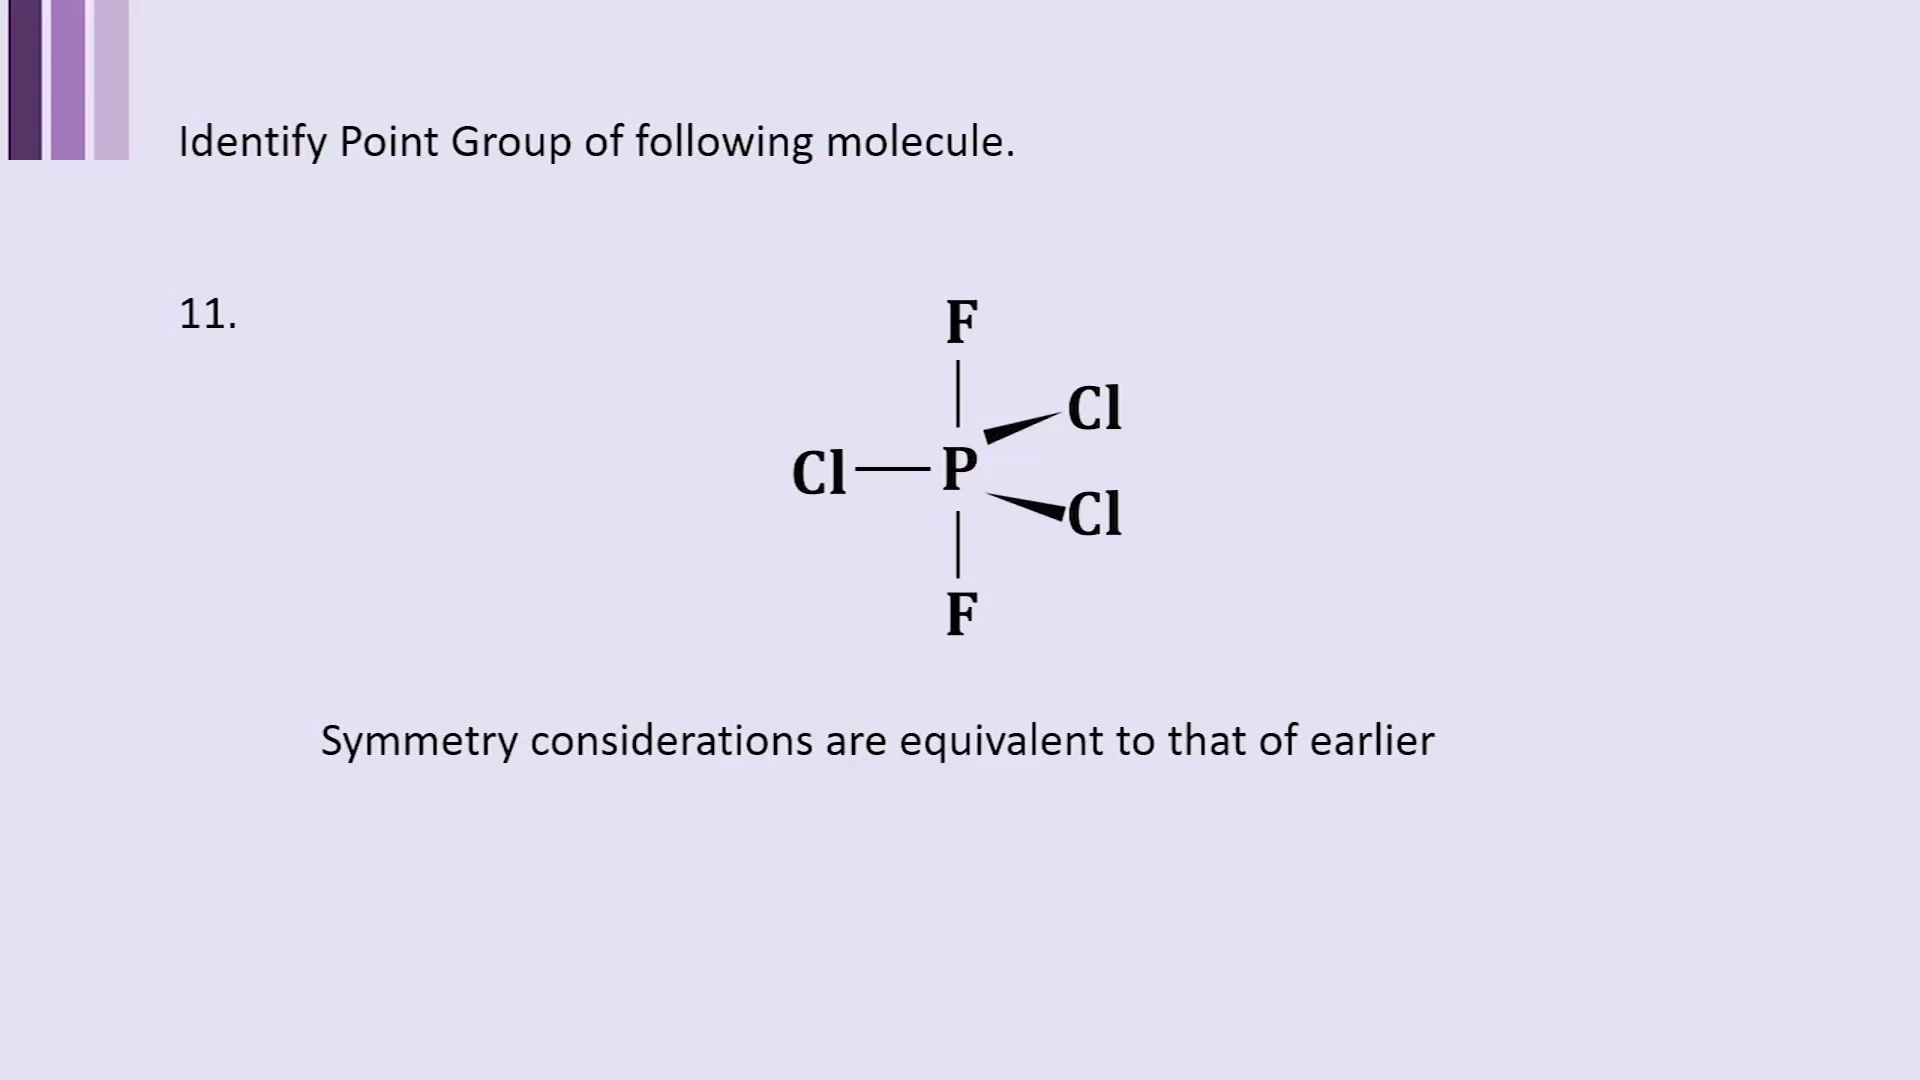 Identify Point Group of following molecule.
11.
F
Cl
Cl P
Cl
F
Symmetry considerations are equivalent to that of earlier